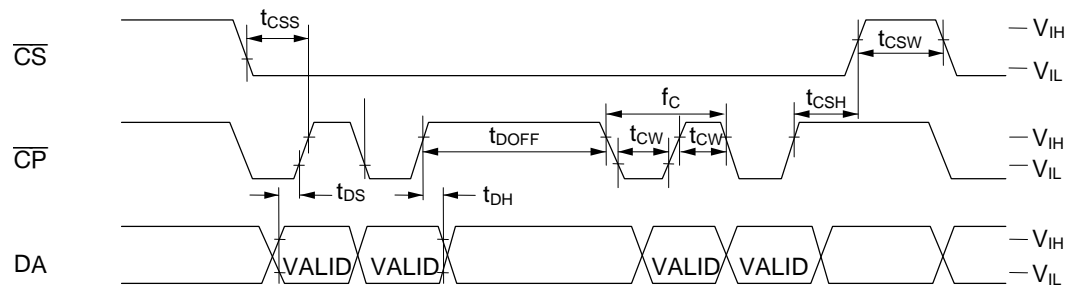 tCSS
tCSW
VIH
CS
VIL
fC
tCSH
tDOFF
tCW
tCW
VIH
CP
VIL
tDS
tDH
VIH
DA
VALID VALID VALID VALID
VIL